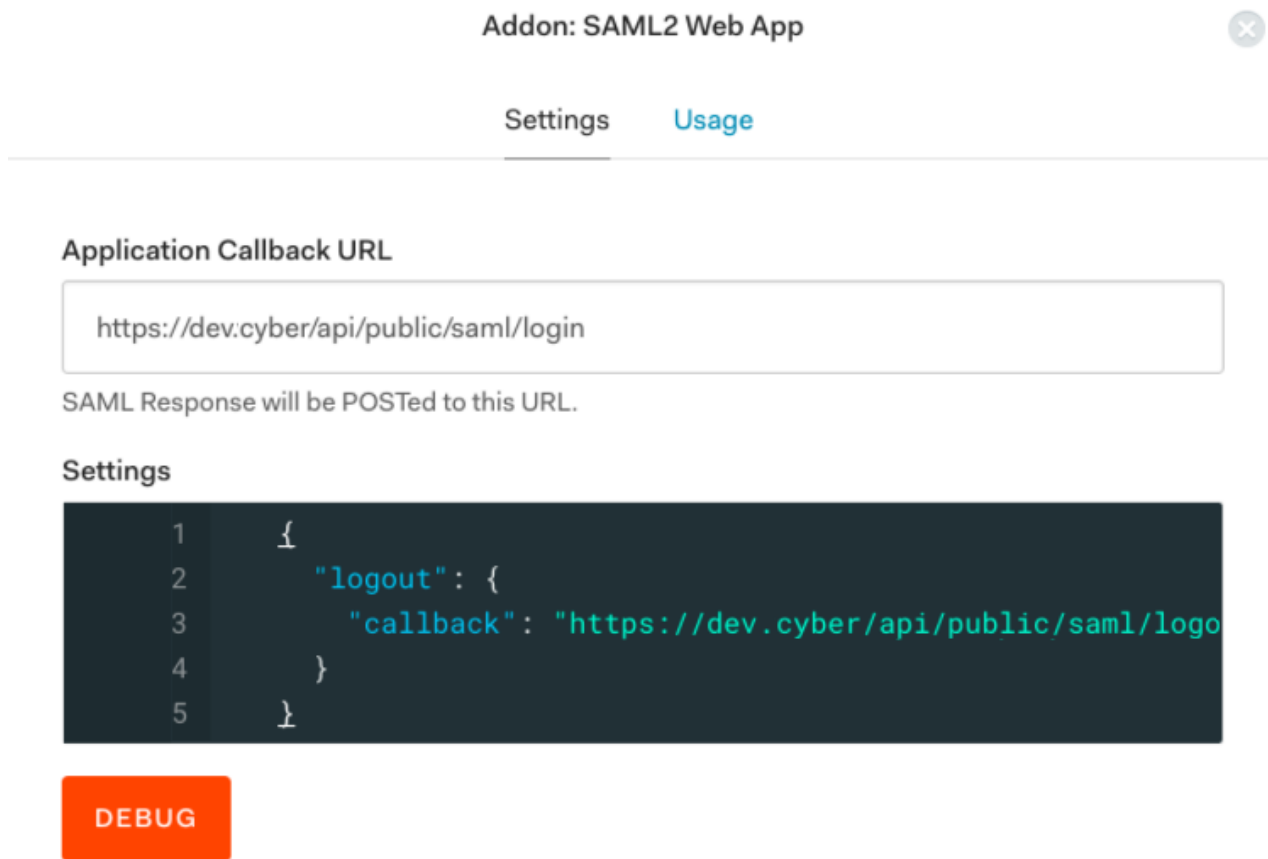 Addon: SAML2 Web App
Settings Usage
Application Callback URL
https://dev.cyber/api/public/saml/login
SAML Response will be POSTed to this URL.
Settings
1 {
2 "logout": {
3 "callback": "https://dev.cyber/api/public/saml/logo
4 }
5 }
DEBUG